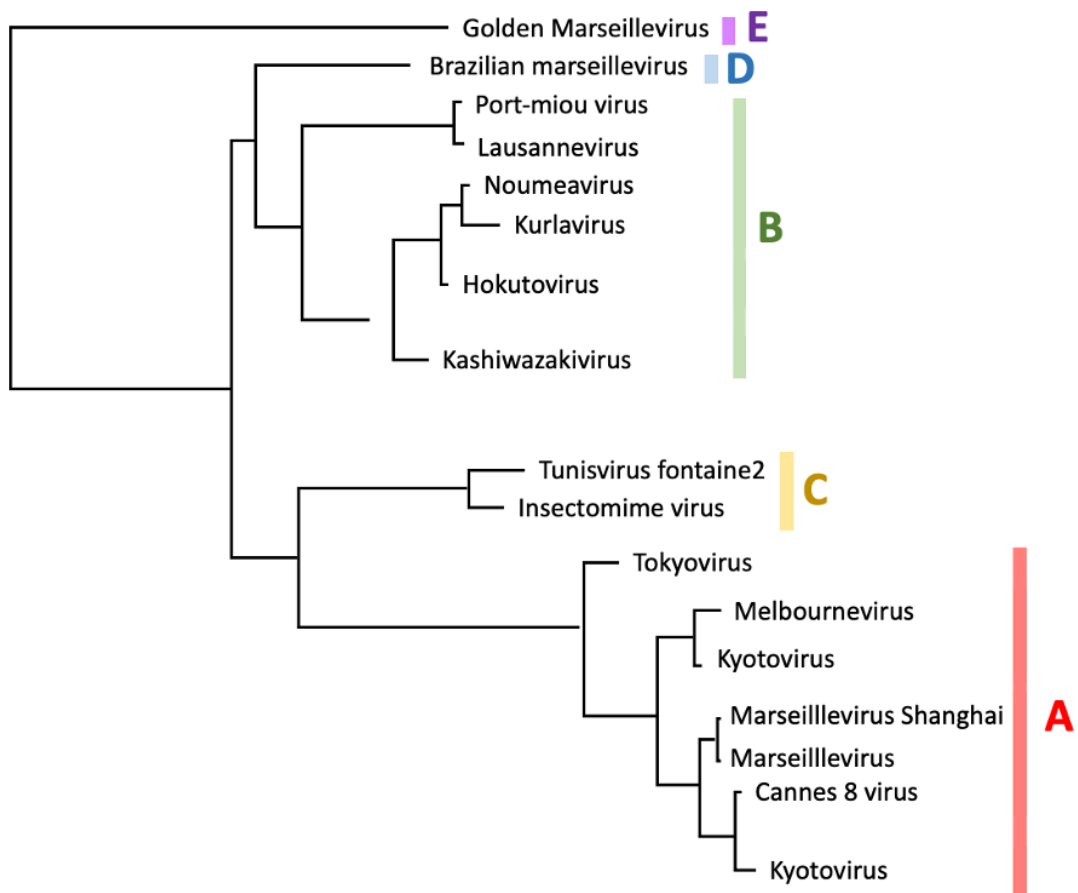 Golden Marseillevirus E
Brazilian marseillevirus D
Port-miou virus
Lausannevirus
Noumeavirus
Kurlavirus
B
Hokutovirus
Kashiwazakivirus
Tunisvirus fontaine2
C
Insectomime virus
Tokyovirus
Melbournevirus
Kyotovirus
Marseilllevirus Shanghai
A
Marseilllevirus
Cannes 8 virus
Kyotovirus